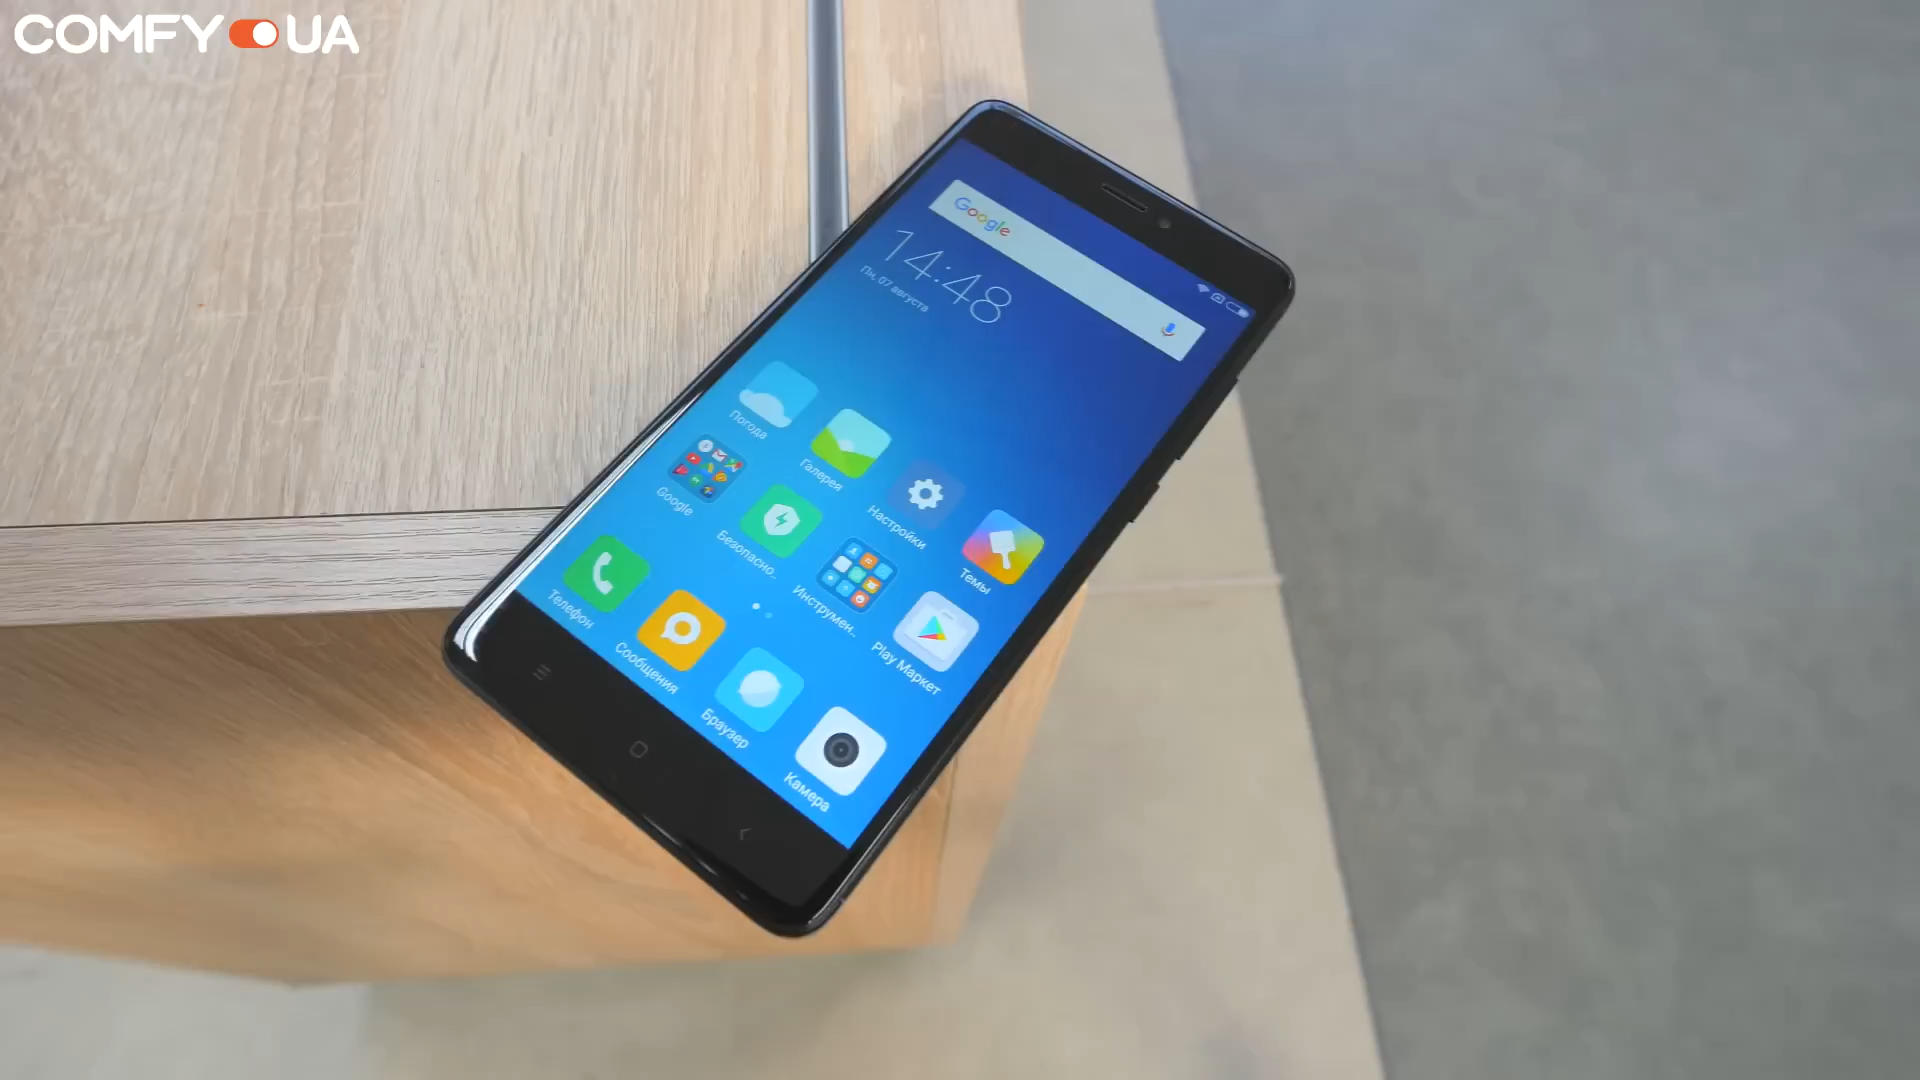 COMFY UA
Google
14:48
Пн, 07 августа
Погода
Галерея
Настройки
Темы
Google
Безопасно...
Инструмен...
Play Маркет
Телефон
Сообщения
Браузер
Камера